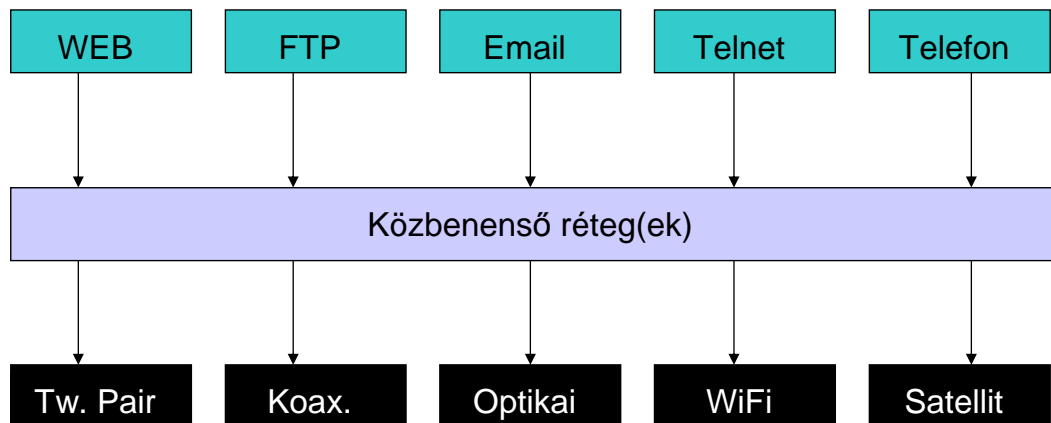 WEB FTP Email Telnet Telefon
Közbenenső réteg(ek)
Tw. Pair Koax. Optikai WiFi Satellit